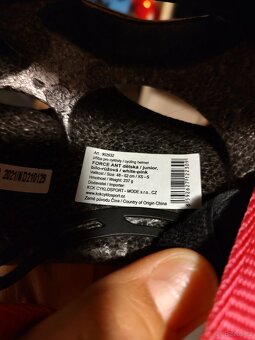 Art. 902632
přilba pro cyklisty / cycling helmet
FORCE ANT dětská / junior,
bílo-růžová / white-pink
Velikost / Size: 48 - 52 cm / XS - S
Hmotnost / Weight: 207 g
Dodavatel / Importer
KCK CYKLOSPORT - MODE s.r.o., CZ
www.kckcyklosport.cz
Země původu Čína / Country of Origin China